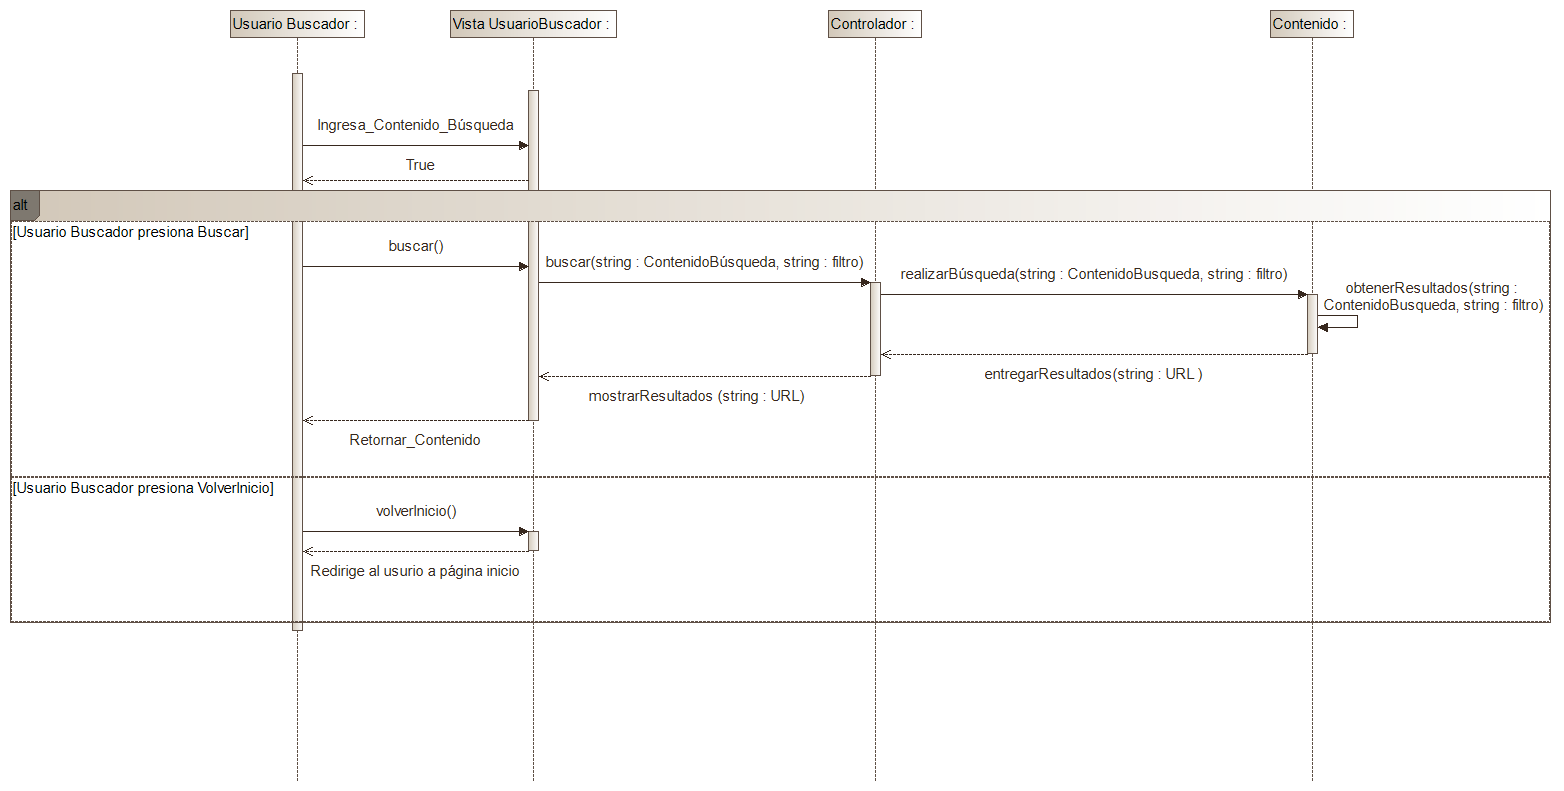 Usuario Buscador :
Vista UsuarioBuscador :
Controlador :
Contenido :
Ingresa_Contenido_Búsqueda
True
alt
[Usuario Buscador presiona Buscar]
buscar()
buscar(string : ContenidoBúsqueda, string : filtro)
realizarBúsqueda(string : ContenidoBusqueda, string : filtro)
obtenerResultados(string :
ContenidoBusqueda, string : filtro)
entregarResultados(string : URL )
mostrarResultados (string : URL)
Retornar_Contenido
[Usuario Buscador presiona VolverInicio]
volverInicio()
Redirige al usurio a página inicio